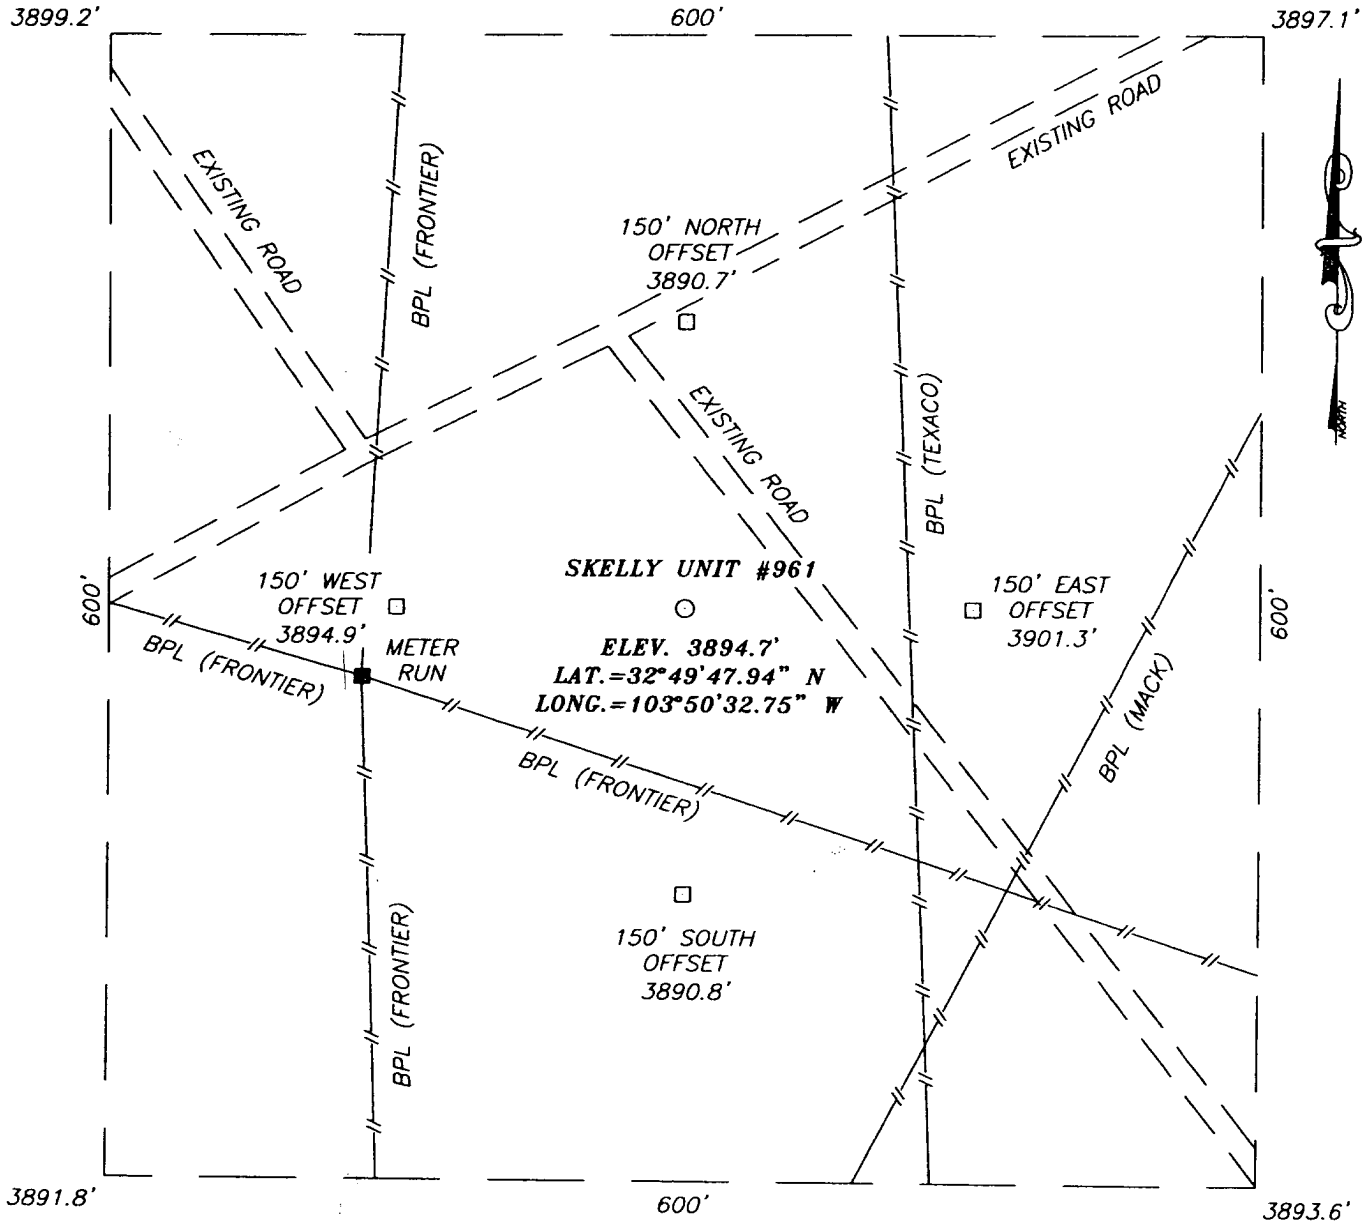 3899.2'
600'
3897.1'
EXISTING ROAD
BPL (FRONTIER)
EXISTING ROAD
150' NORTH
OFFSET
3890.7'
NORTH
EXISTING ROAD
BPL (TEXACO)
SKELLY UNIT #961
150' WEST
OFFSET
3894.9'
600'
150' EAST
OFFSET
3901.3'
600'
ELEV. 3894.7'
LAT.=32°49'47.94" N
LONG.=103°50'32.75" W
METER
RUN
BPL (FRONTIER)
BPL (MACK)
BPL (FRONTIER)
150' SOUTH
OFFSET
3890.8'
BPL (FRONTIER)
3891.8'
600'
3893.6'